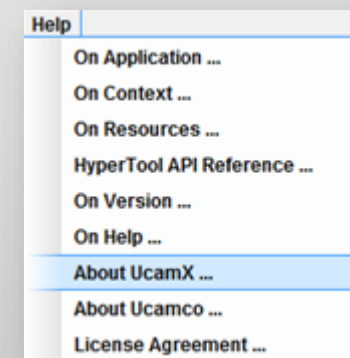 Help
On Application ...
On Context ...
On Resources ...
HyperTool API Reference ...
On Version ...
On Help ...
About UcamX ...
About Ucamco ...
License Agreement ...